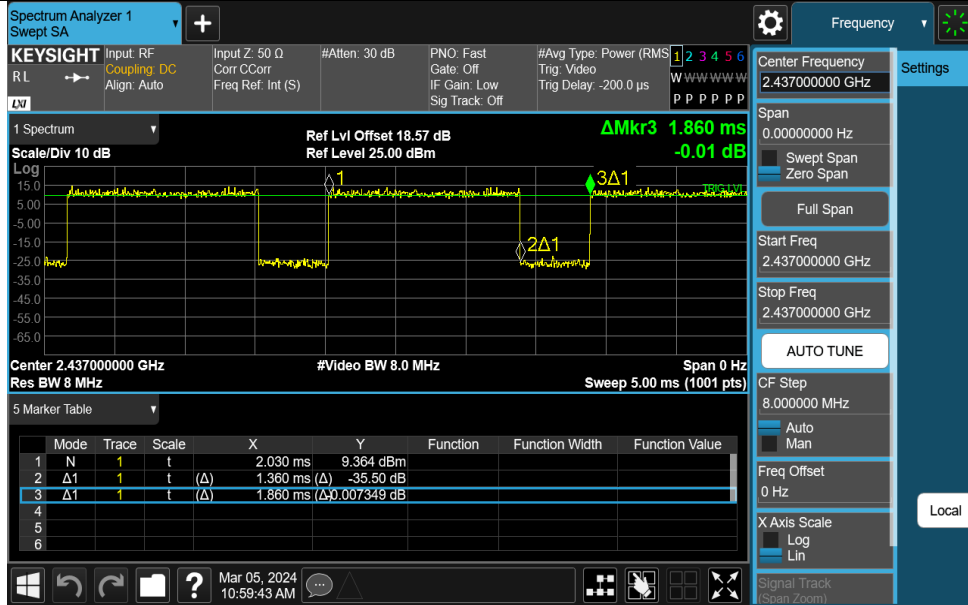 Spectrum Analyzer 1
Swept SA
Frequency
KEYSIGHT
R L
LXI
Input: RF
Coupling: DC
Align: Auto
Input Z: 50 Ω
Corr CCorr
Freq Ref: Int (S)
#Atten: 30 dB
PNO: Fast
Gate: Off
IF Gain: Low
Sig Track: Off
#Avg Type: Power (RMS
Trig: Video
Trig Delay: -200.0 µs
1 2 3 4 5 6
W W W W W W
P P P P P P
1 Spectrum
Scale/Div 10 dB
Log
Ref Lvl Offset 18.57 dB
Ref Level 25.00 dBm
ΔMkr3 1.860 ms
-0.01 dB
15.0
5.00
-5.00
-15.0
-25.0
-35.0
-45.0
-55.0
-65.0
1
2Δ1
3Δ1
TRIG LVL
Center 2.437000000 GHz
Res BW 8 MHz
#Video BW 8.0 MHz
Span 0 Hz
Sweep 5.00 ms (1001 pts)
5 Marker Table
Mode Trace Scale X Y Function Function Width Function Value
1 N 1 t 2.030 ms 9.364 dBm
2 Δ1 1 t (Δ) 1.360 ms (Δ) -35.50 dB
3 Δ1 1 t (Δ) 1.860 ms (Δ)-0.007349 dB
4
5
6
Mar 05, 2024
10:59:43 AM
?
Center Frequency
2.437000000 GHz
Span
0.00000000 Hz
Swept Span
Zero Span
Full Span
Start Freq
2.437000000 GHz
Stop Freq
2.437000000 GHz
AUTO TUNE
CF Step
8.000000 MHz
Auto
Man
Freq Offset
0 Hz
X Axis Scale
Log
Lin
Signal Track
(Span Zoom)
Settings
Local